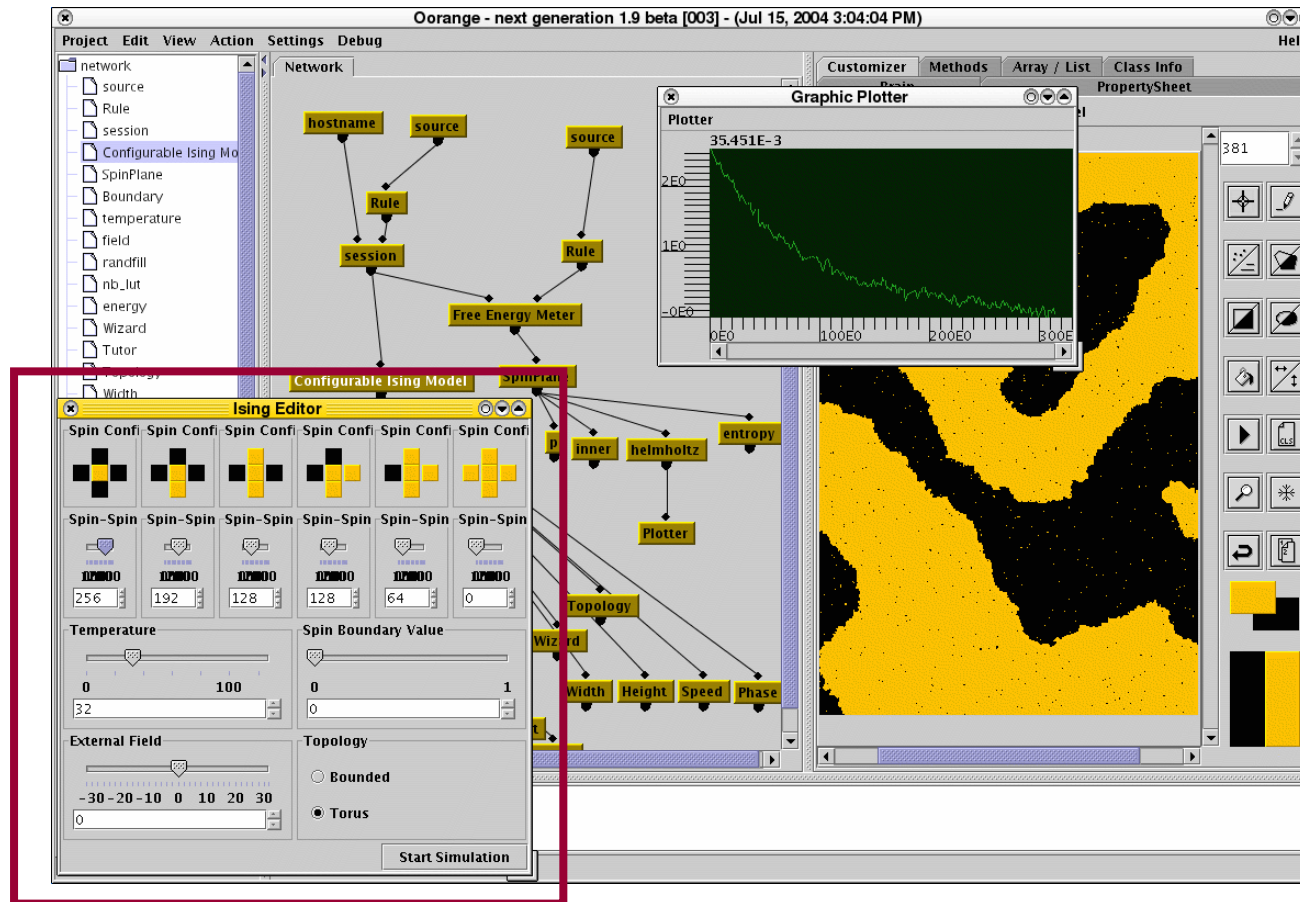 Oorange - next generation 1.9 beta [003] - (Jul 15, 2004 3:04:04 PM)
Project Edit View Action Settings Debug
network
source
Rule
session
Configurable Ising Mo
SpinPlane
Boundary
temperature
field
randfill
nb_lut
energy
Wizard
Tutor
Topology
Width
Network
hostname
source
source
Rule
Rule
session
Free Energy Meter
Configurable Ising Model
SpinPlane
p
inner
helmholtz
entropy
Plotter
Topology
Wizard
Width
Height
Speed
Phase
t
Customizer
Methods
Array / List
Class Info
PropertySheet
381
CLS
Graphic Plotter
Plotter
35.451E-3
2E0
1E0
-0E0
0E0 100E0 200E0 300E
Ising Editor
Spin Confi Spin Confi Spin Confi Spin Confi Spin Confi Spin Confi
Spin-Spin Spin-Spin Spin-Spin Spin-Spin Spin-Spin Spin-Spin
256 192 128 128 64 0
Temperature
0 100
32
Spin Boundary Value
0 1
0
External Field
-30 -20 -10 0 10 20 30
0
Topology
Bounded
Torus
Start Simulation